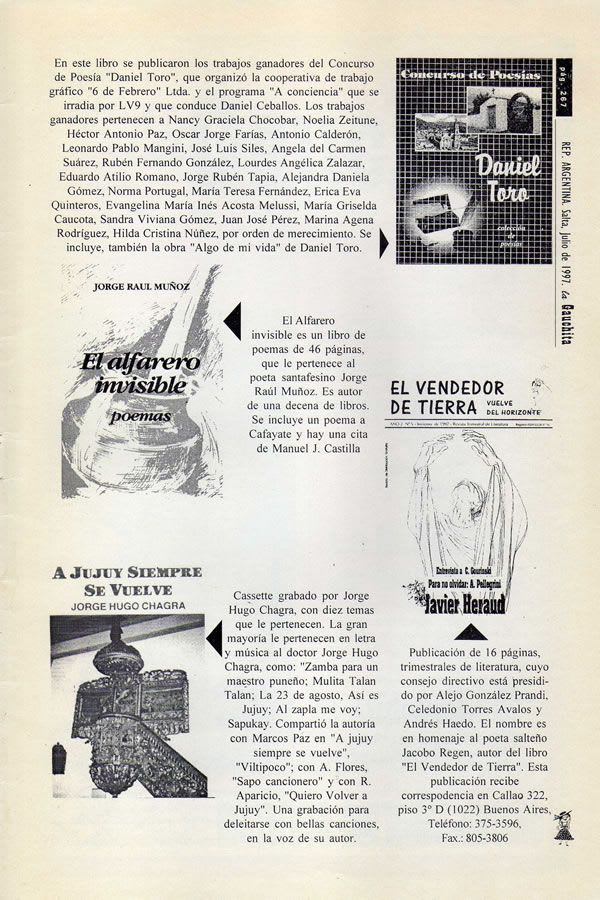 En este libro se publicaron los trabajos ganadores del Concurso
de Poesía "Daniel Toro", que organizó la cooperativa de trabajo
gráfico "6 de Febrero" Ltda. y el programa "A conciencia" que se
irradia por LV9 y que conduce Daniel Ceballos. Los trabajos
ganadores pertenecen a Nancy Graciela Chocobar, Noelia Zeitune,
Héctor Antonio Paz, Oscar Jorge Farías, Antonio Calderón,
Leonardo Pablo Mangini, José Luis Siles, Angela del Carmen
Suárez, Rubén Fernando González, Lourdes Angélica Zalazar,
Eduardo Atilio Romano, Jorge Rubén Tapia, Alejandra Daniela
Gómez, Norma Portugal, María Teresa Fernández, Erica Eva
Quinteros, Evangelina María Inés Acosta Melussi, María Griselda
Caucota, Sandra Viviana Gómez, Juan José Pérez, Marina Agena
Rodríguez, Hilda Cristina Núñez, por orden de merecimiento. Se
incluye, también la obra "Algo de mi vida" de Daniel Toro.
Concurso de Poesías
Daniel
Toro
colección
de
poesías
pág. 267
REP. ARGENTINA. Salta, julio de 1997. La Gauchita
JORGE RAUL MUÑOZ
El alfarero
invisible
poemas
El Alfarero
invisible es un libro de
poemas de 46 páginas,
que le pertenece al
poeta santafesino Jorge
Raúl Muñoz. Es autor
de una decena de libros.
Se incluye un poema a
Cafayate y hay una cita
de Manuel J. Castilla
EL VENDEDOR
DE TIERRA VUELVE
DEL HORIZONTE
Entrevista a C. Gourinski
Para no olvidar: A. Pellegrini
Javier Heraud
A JUJUY SIEMPRE
SE VUELVE
JORGE HUGO CHAGRA
Cassette grabado por Jorge
Hugo Chagra, con diez temas
que le pertenecen. La gran
mayoría le pertenecen en letra
y música al doctor Jorge Hugo
Chagra, como: "Zamba para un
maestro puneño; Mulita Talan
Talan; La 23 de agosto, Así es
Jujuy; Al zapla me voy;
Sapukay. Compartió la autoría
con Marcos Paz en "A jujuy
siempre se vuelve",
"Viltipoco"; con A. Flores,
"Sapo cancionero" y con R.
Aparicio, "Quiero Volver a
Jujuy". Una grabación para
deleitarse con bellas canciones,
en la voz de su autor.
Publicación de 16 páginas,
trimestrales de literatura, cuyo
consejo directivo está presidi-
do por Alejo González Prandi,
Celedonio Torres Avalos y
Andrés Haedo. El nombre es
en homenaje al poeta salteño
Jacobo Regen, autor del libro
"El Vendedor de Tierra". Esta
publicación recibe
correspodencia en Callao 322,
piso 3º D (1022) Buenos Aires,
Teléfono: 375-3596,
Fax.: 805-3806